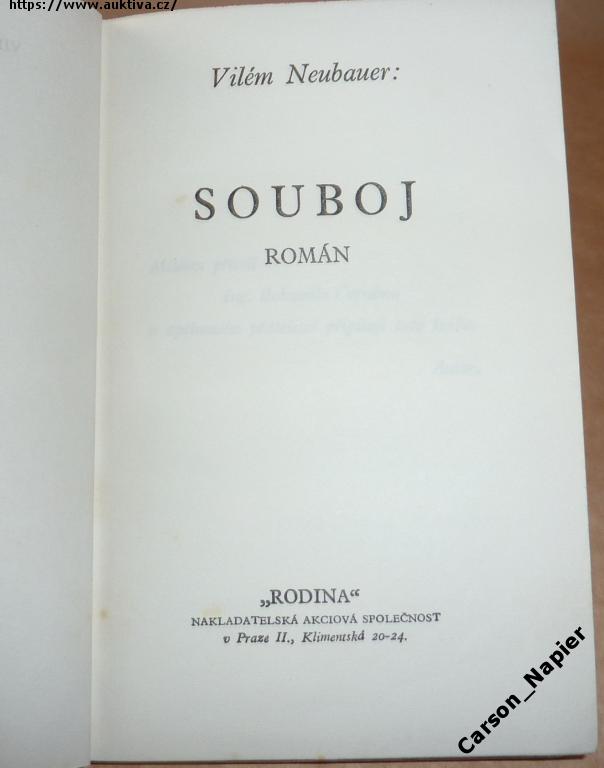 https://www.auktiva.cz/
Vilém Neubauer:
SOUBOJ
ROMÁN
„RODINA“
NAKLADATELSKÁ AKCIOVÁ SPOLEČNOST
v Praze II., Klimentská 20-24.
Carson_Napier